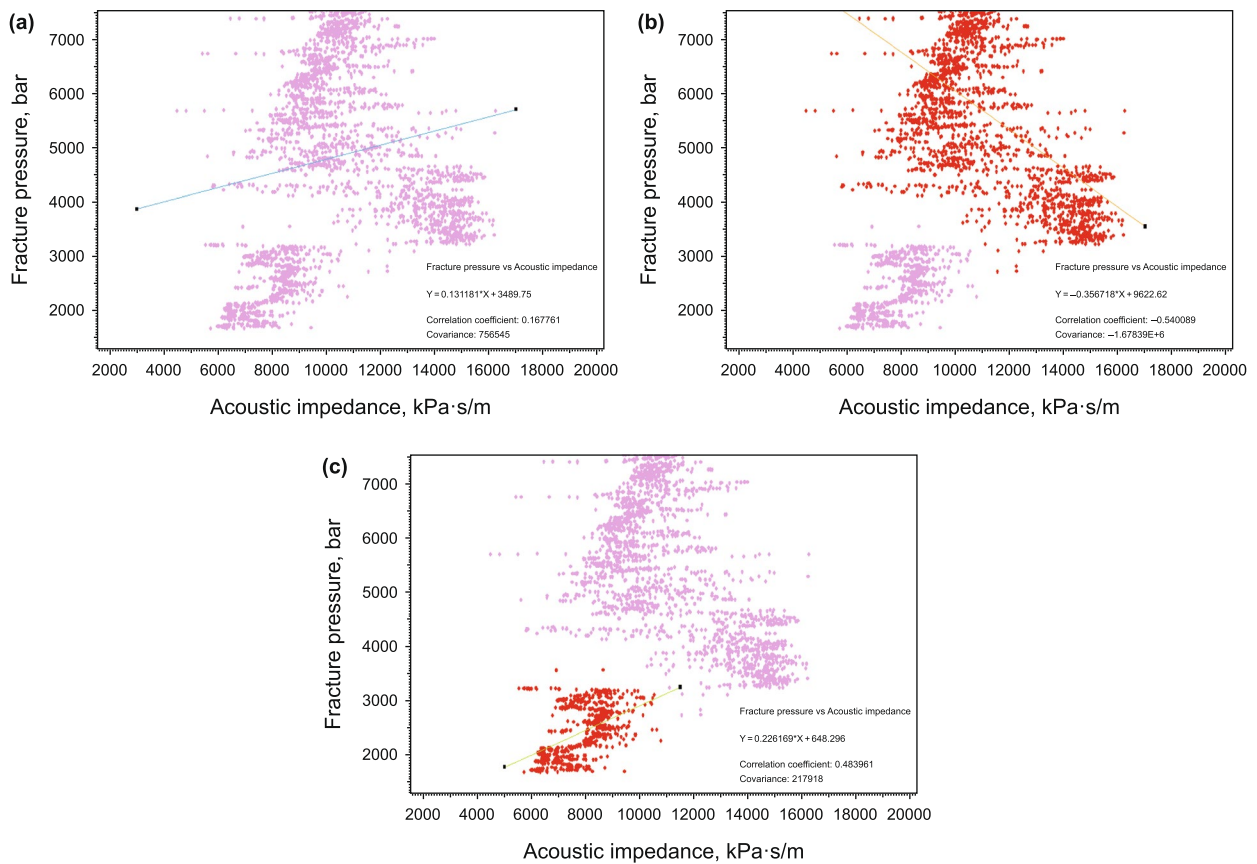 (a)
Fracture pressure, bar
7000
6000
5000
4000
3000
2000
Fracture pressure vs Acoustic impedance
Y = 0.131181*X + 3489.75
Correlation coefficient: 0.167761
Covariance: 756545
2000 4000 6000 8000 10000 12000 14000 16000 18000 20000
Acoustic impedance, kPa·s/m
(b)
Fracture pressure, bar
7000
6000
5000
4000
3000
2000
Fracture pressure vs Acoustic impedance
Y = –0.356718*X + 9622.62
Correlation coefficient: –0.540089
Covariance: –1.67839E+6
2000 4000 6000 8000 10000 12000 14000 16000 18000 20000
Acoustic impedance, kPa·s/m
(c)
Fracture pressure, bar
7000
6000
5000
4000
3000
2000
Fracture pressure vs Acoustic impedance
Y = 0.226169*X + 648.296
Correlation coefficient: 0.483961
Covariance: 217918
2000 4000 6000 8000 10000 12000 14000 16000 18000 20000
Acoustic impedance, kPa·s/m